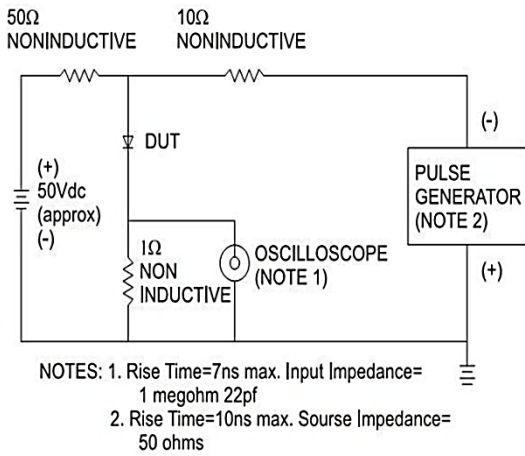 50Ω
NONINDUCTIVE
10Ω
NONINDUCTIVE
DUT
(+)
50Vdc
(approx)
(-)
1Ω
NON
INDUCTIVE
OSCILLOSCOPE
(NOTE 1)
(-)
PULSE
GENERATOR
(NOTE 2)
(+)
NOTES: 1. Rise Time=7ns max. Input Impedance=
1 megohm 22pf
2. Rise Time=10ns max. Sourse Impedance=
50 ohms